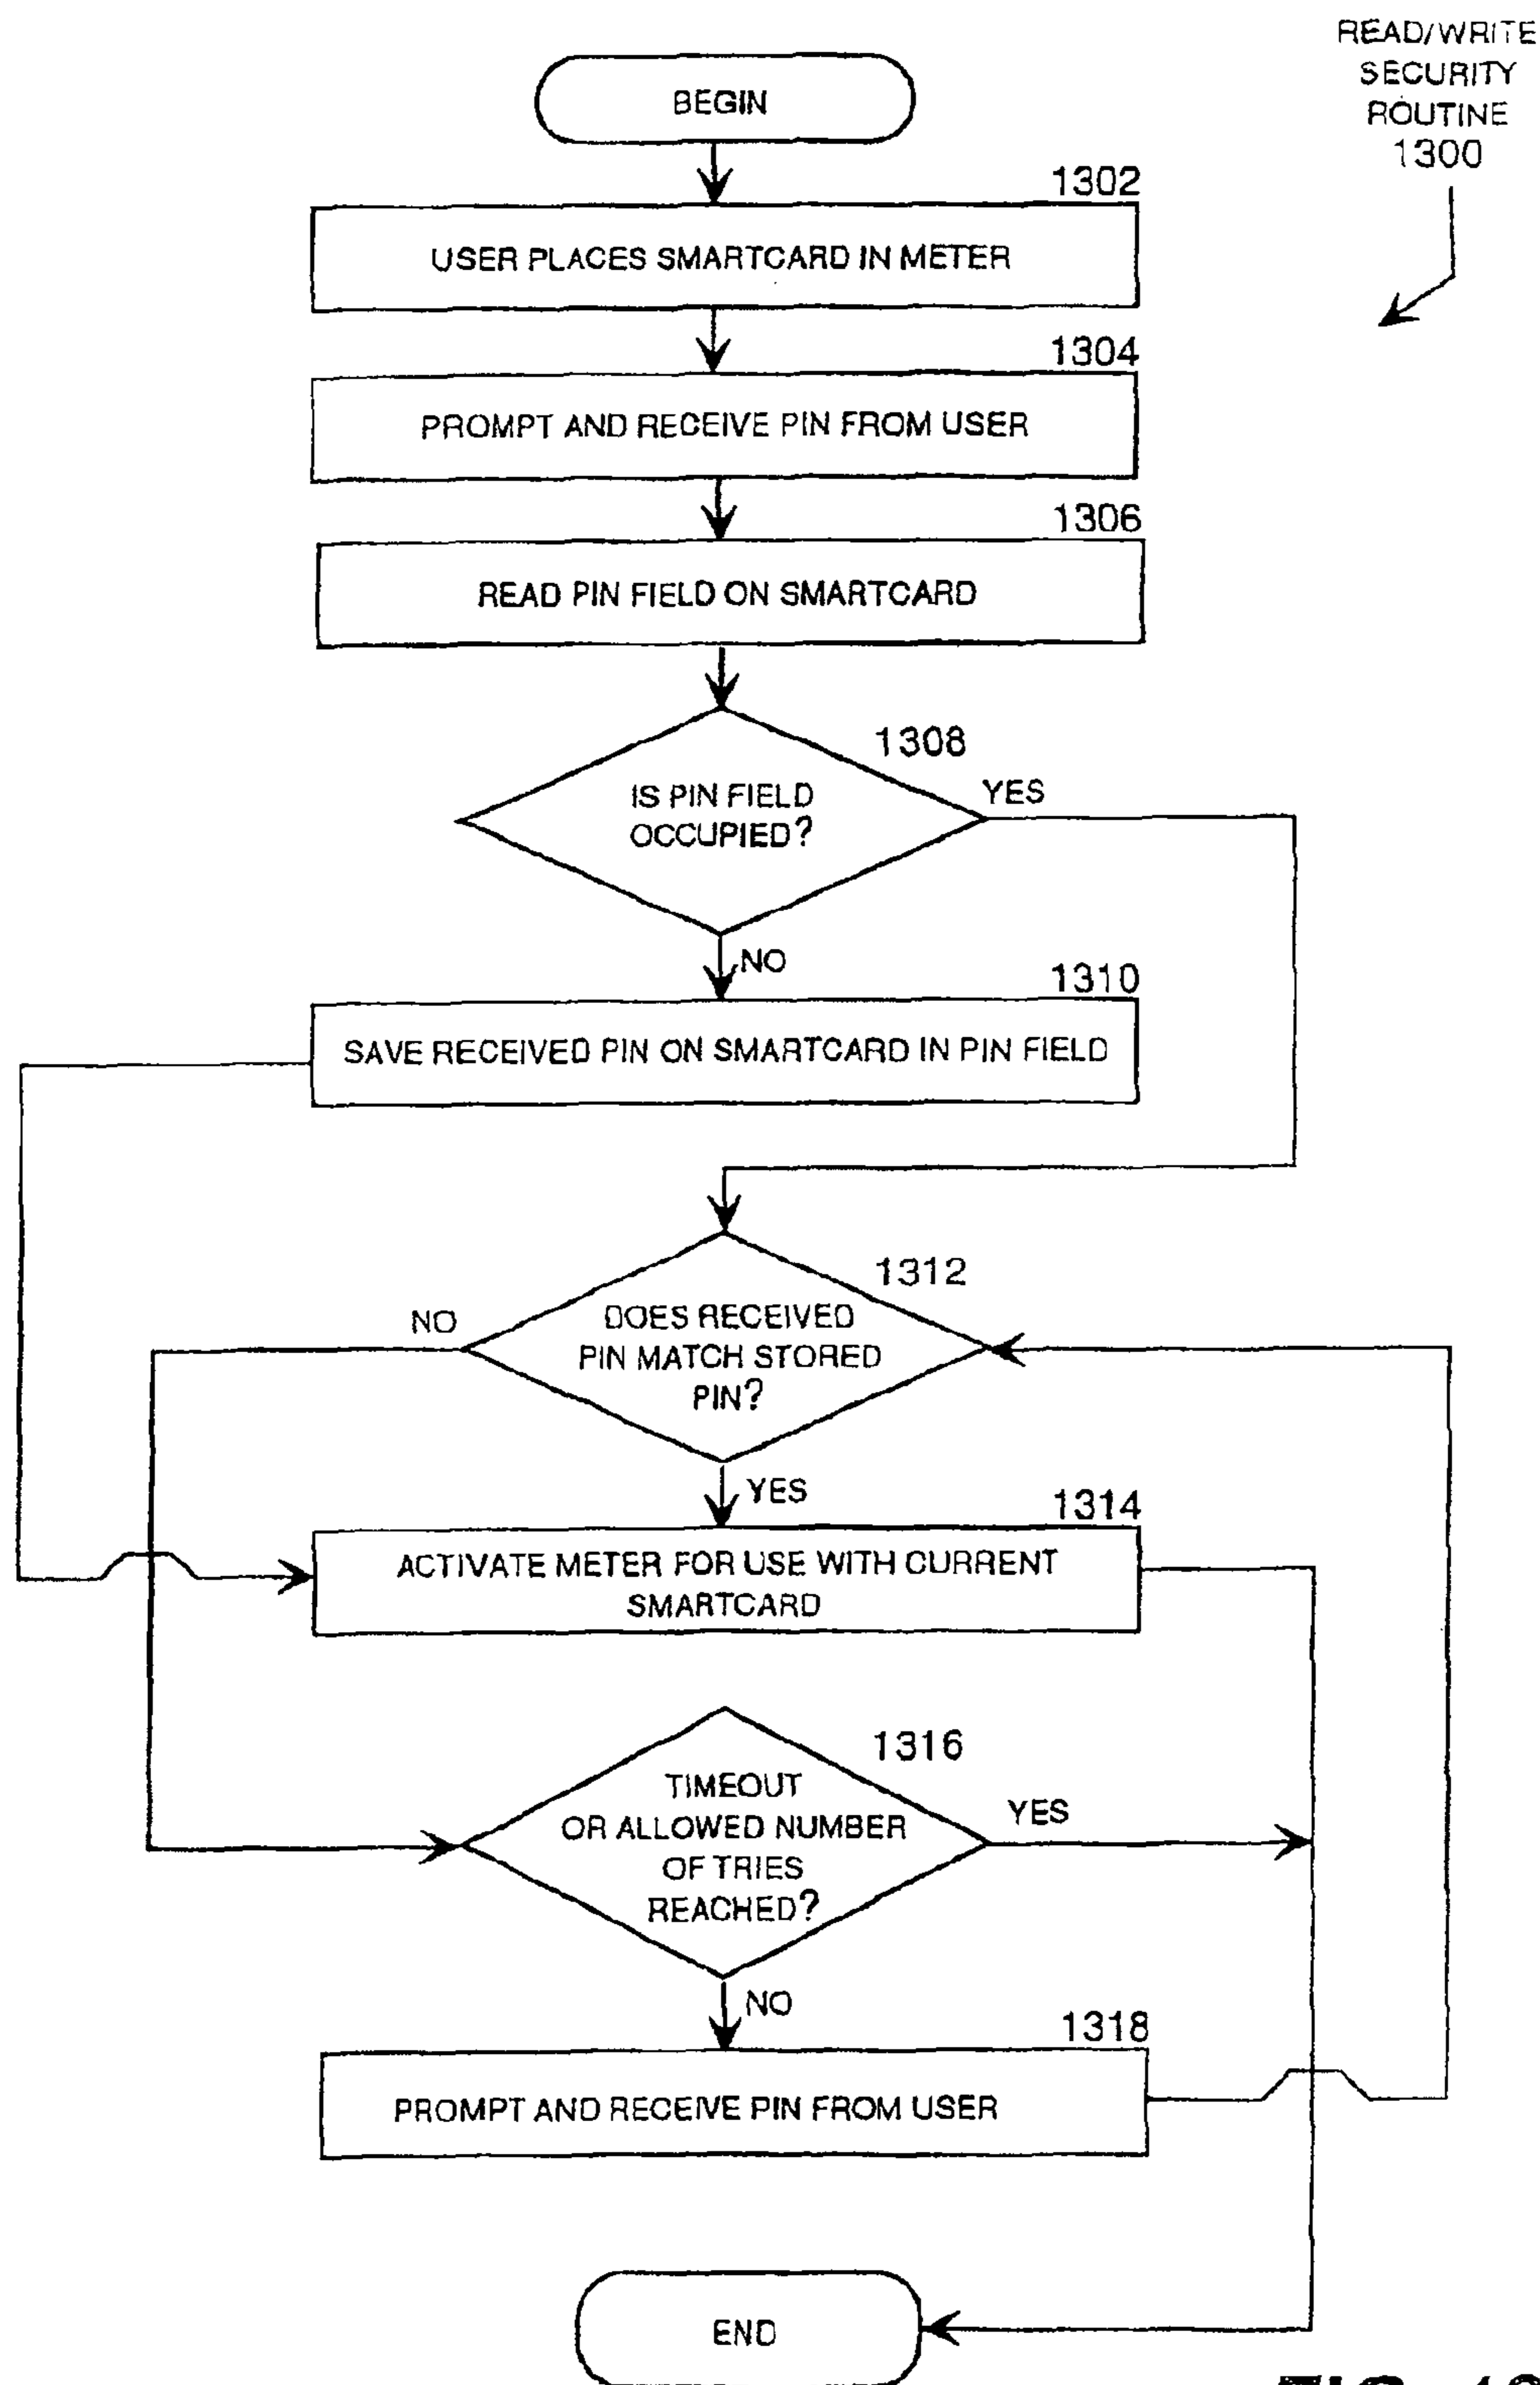 READ/WRITE
SECURITY
ROUTINE
1300
BEGIN
1302
USER PLACES SMARTCARD IN METER
1304
PROMPT AND RECEIVE PIN FROM USER
1306
READ PIN FIELD ON SMARTCARD
1308
IS PIN FIELD
OCCUPIED?
YES
NO
1310
SAVE RECEIVED PIN ON SMARTCARD IN PIN FIELD
1312
NO
DOES RECEIVED
PIN MATCH STORED
PIN?
YES
1314
ACTIVATE METER FOR USE WITH CURRENT
SMARTCARD
1316
TIMEOUT
OR ALLOWED NUMBER
OF TRIES
REACHED?
YES
NO
1318
PROMPT AND RECEIVE PIN FROM USER
END